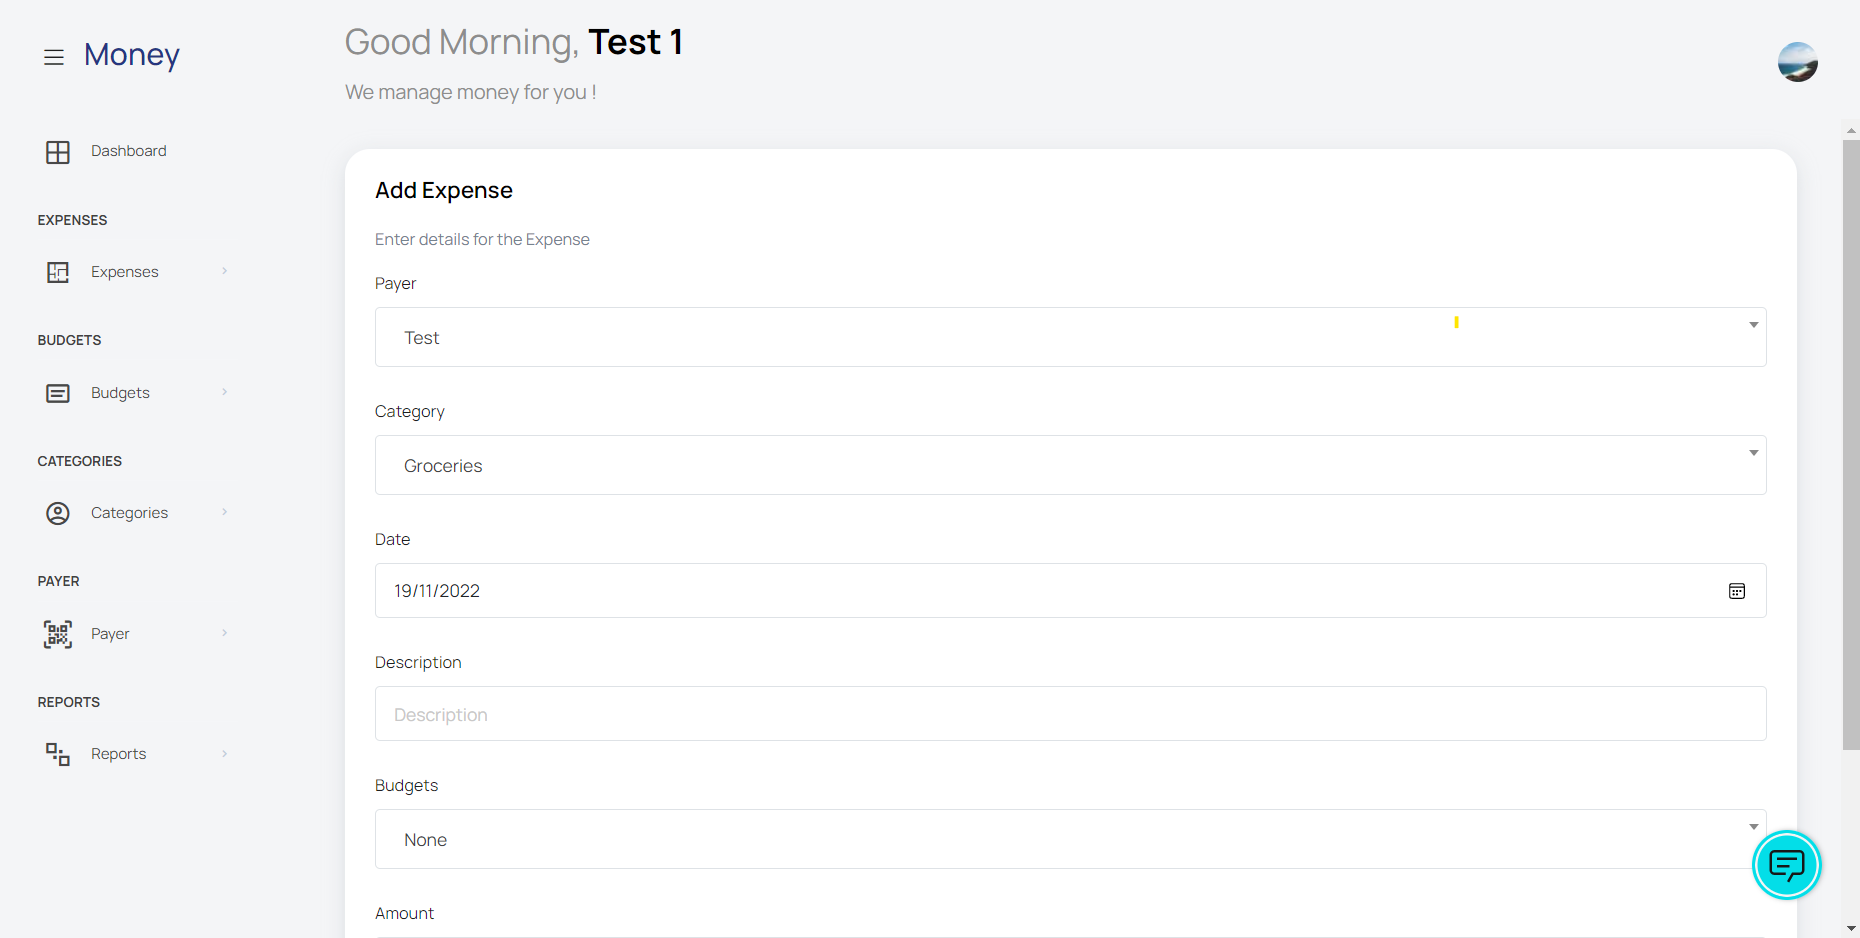 Money
Good Morning, Test 1
We manage money for you !
Dashboard
EXPENSES
Expenses
BUDGETS
Budgets
CATEGORIES
Categories
PAYER
Payer
REPORTS
Reports
Add Expense
Enter details for the Expense
Payer
Test
Category
Groceries
Date
19/11/2022
Description
Description
Budgets
None
Amount